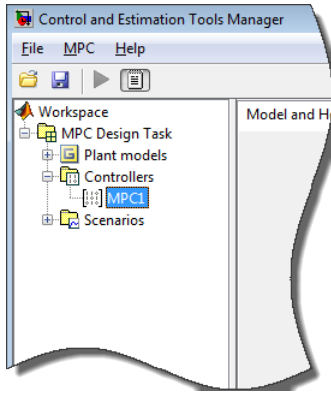 Control and Estimation Tools Manager
File MPC Help
Workspace
Model and
MPC Design Task
Plant models
Controllers
MPC1
Scenarios